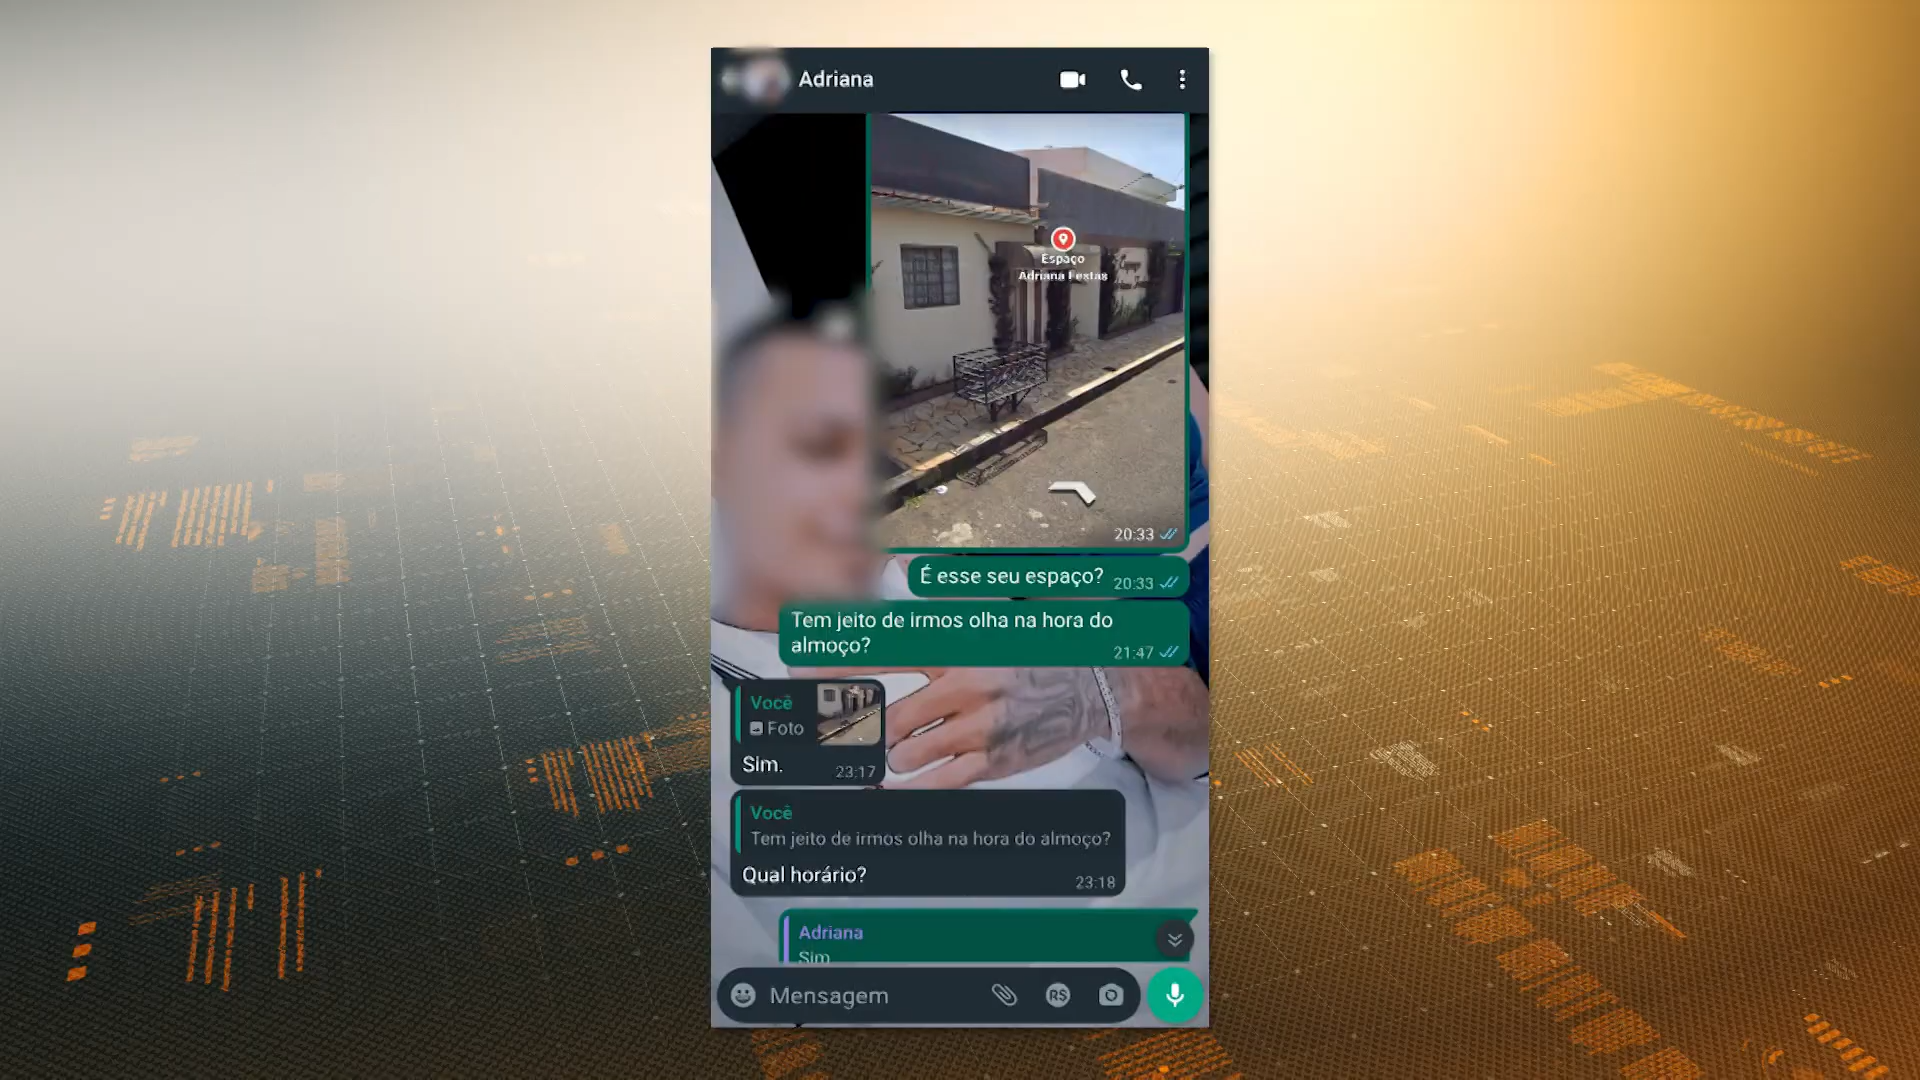 Adriana
Espaço
Adriana Festas
20:33
É esse seu espaço? 20:33
Tem jeito de irmos olha na hora do
almoço? 21:47
Você
Foto
Sim. 23:17
Você
Tem jeito de irmos olha na hora do almoço?
Qual horário? 23:18
Adriana
Sim
Mensagem
R$